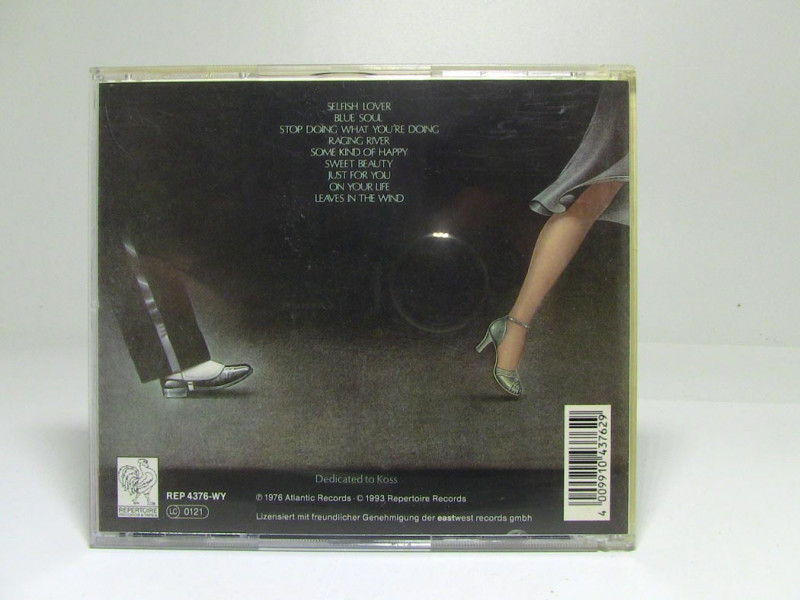 SELFISH LOVER
BLUE SOUL
STOP DOING WHAT YOU'RE DOING
RAGING RIVER
SOME KIND OF HAPPY
SWEET BEAUTY
JUST FOR YOU
ON YOUR LIFE
LEAVES IN THE WIND
Dedicated to Koss
REPERTOIRE
REP 4376-WY
℗ 1976 Atlantic Records · © 1993 Repertoire Records
LC 0121
Lizensiert mit freundlicher Genehmigung der eastwest records gmbh
4 009910 437629